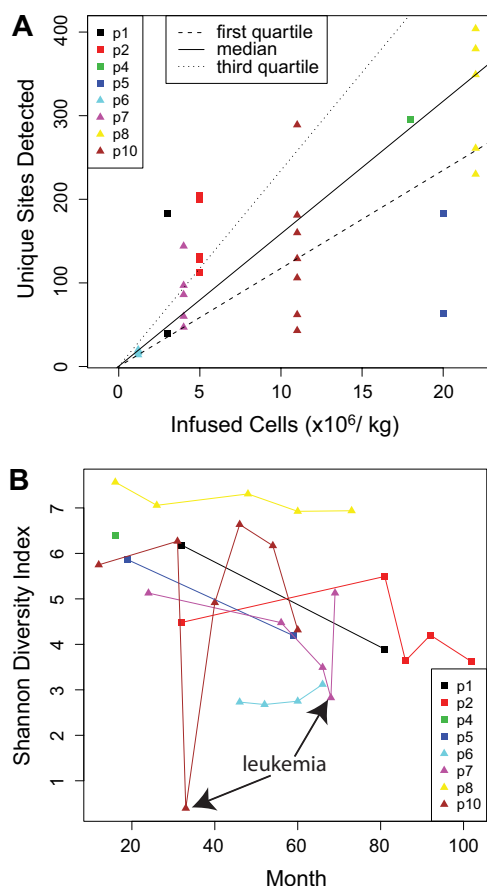 A
p1
p2
p4
p5
p6
p7
p8
p10
first quartile
median
third quartile
Unique Sites Detected
0
100
200
300
400
0
5
10
15
20
Infused Cells (x10⁶/ kg)
B
Shannon Diversity Index
1
2
3
4
5
6
7
leukemia
p1
p2
p4
p5
p6
p7
p8
p10
20
40
60
80
100
Month